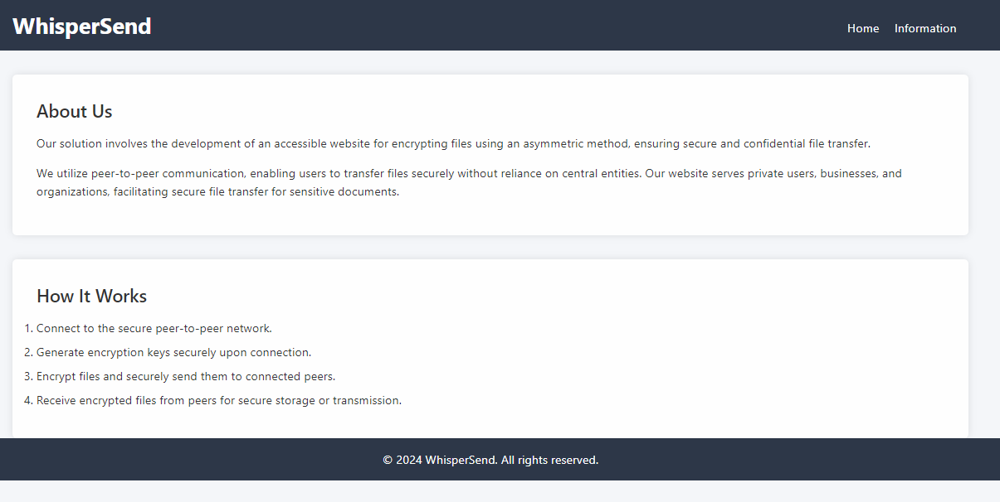 WhisperSend
Home Information
About Us
Our solution involves the development of an accessible website for encrypting files using an asymmetric method, ensuring secure and confidential file transfer.
We utilize peer-to-peer communication, enabling users to transfer files securely without reliance on central entities. Our website serves private users, businesses, and
organizations, facilitating secure file transfer for sensitive documents.
How It Works
1. Connect to the secure peer-to-peer network.
2. Generate encryption keys securely upon connection.
3. Encrypt files and securely send them to connected peers.
4. Receive encrypted files from peers for secure storage or transmission.
© 2024 WhisperSend. All rights reserved.